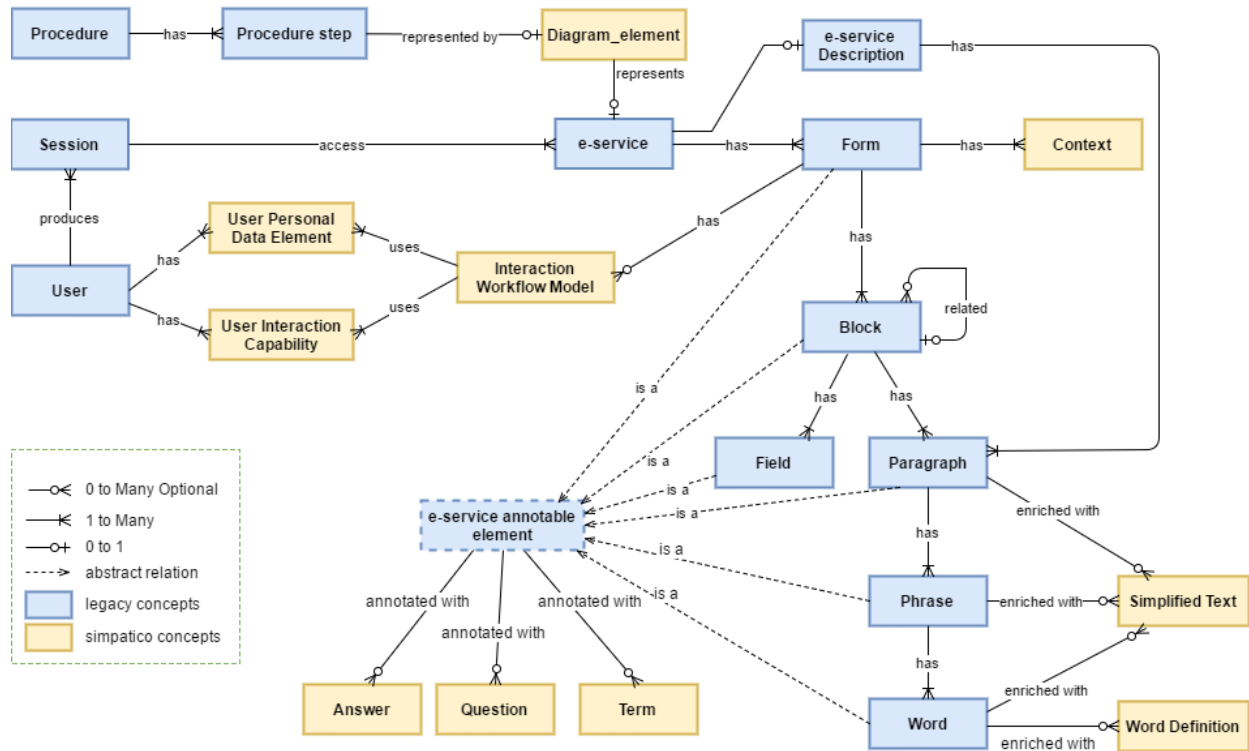 Procedure
has
Procedure step
represented by
Diagram_element
e-service
Description
has
represents
Session
access
e-service
has
Form
has
Context
produces
User Personal
Data Element
has
uses
has
has
User
Interaction
Workflow Model
has
User Interaction
Capability
uses
Block
related
is a
has
has
0 to Many Optional
1 to Many
0 to 1
abstract relation
legacy concepts
simpatico concepts
is a
Field
Paragraph
is a
is a
enriched with
e-service annotable
element
has
is a
is a
Phrase
enriched with
Simplified Text
annotated with
annotated with
annotated with
has
enriched with
Answer
Question
Term
Word
enriched with
Word Definition